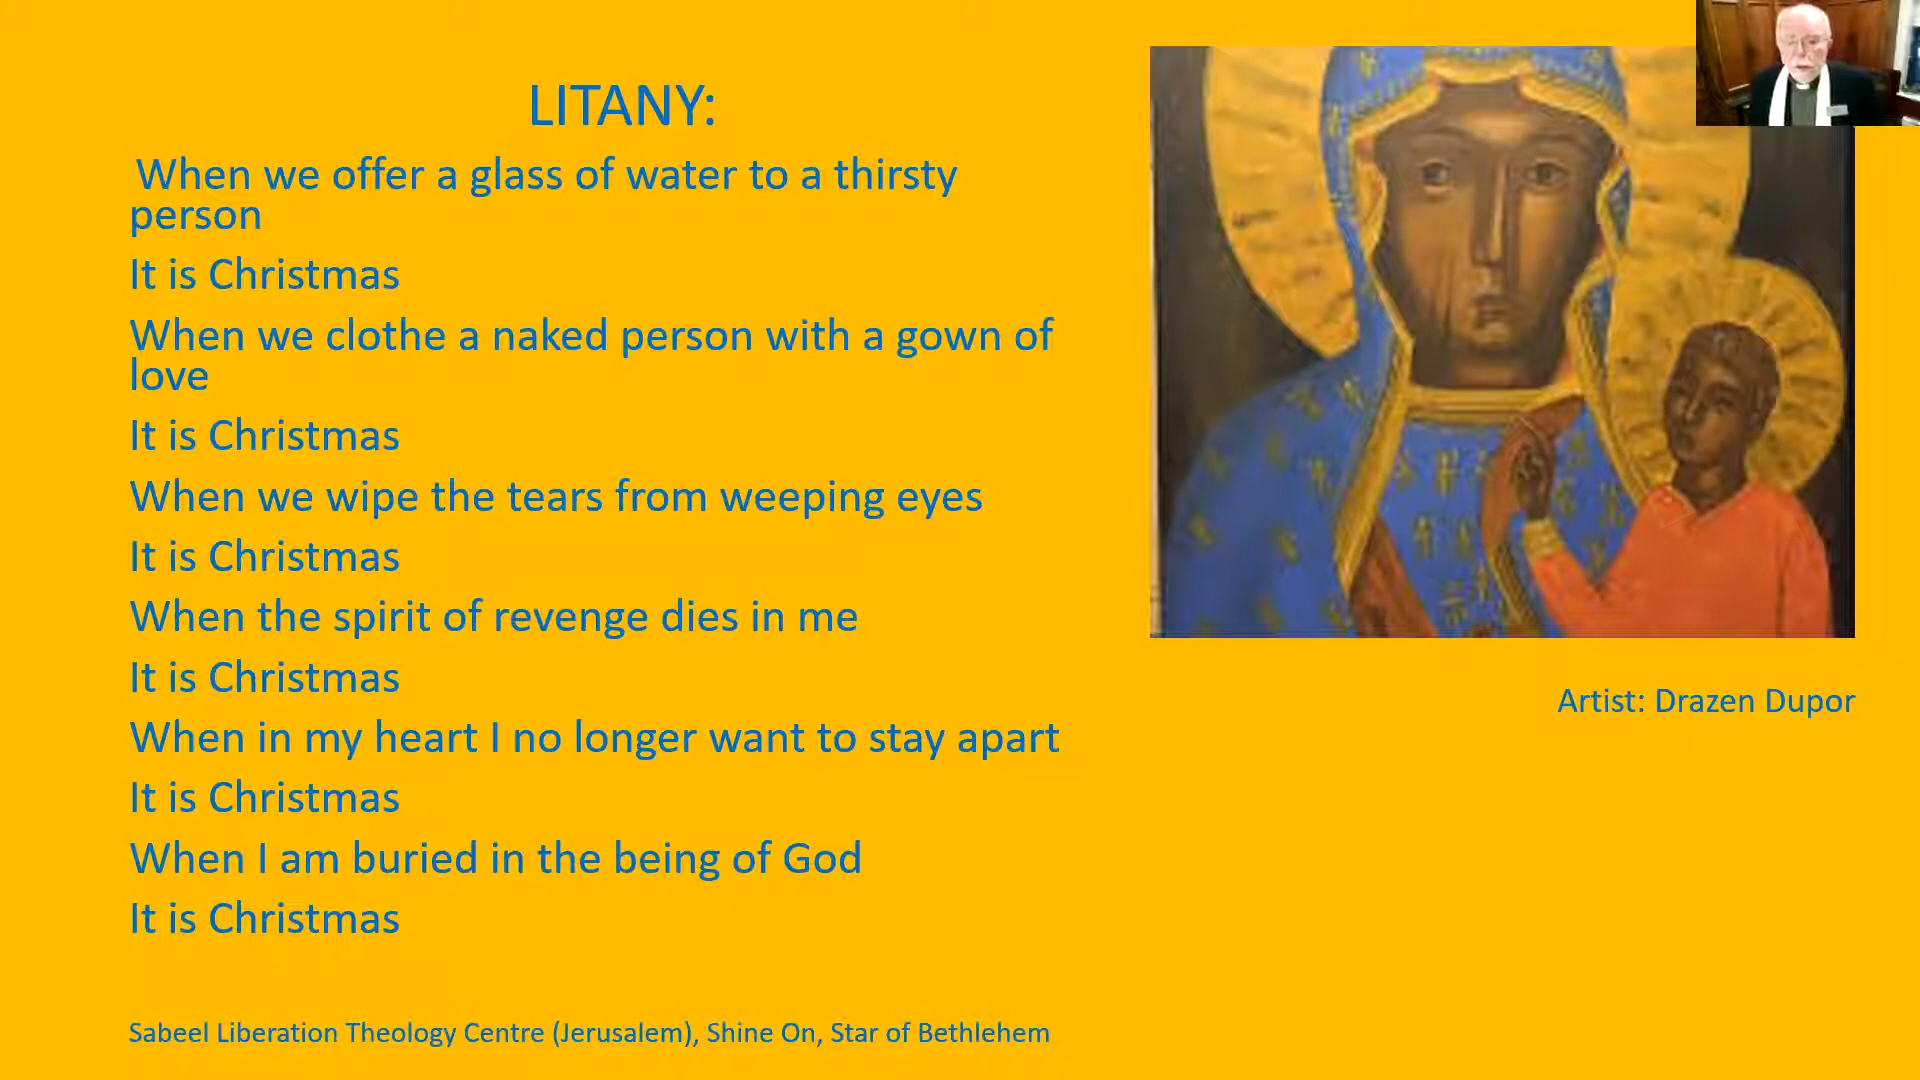 LITANY:
When we offer a glass of water to a thirsty
person
It is Christmas
When we clothe a naked person with a gown of
love
It is Christmas
When we wipe the tears from weeping eyes
It is Christmas
When the spirit of revenge dies in me
It is Christmas
When in my heart I no longer want to stay apart
It is Christmas
When I am buried in the being of God
It is Christmas
Sabeel Liberation Theology Centre (Jerusalem), Shine On, Star of Bethlehem
Artist: Drazen Dupor